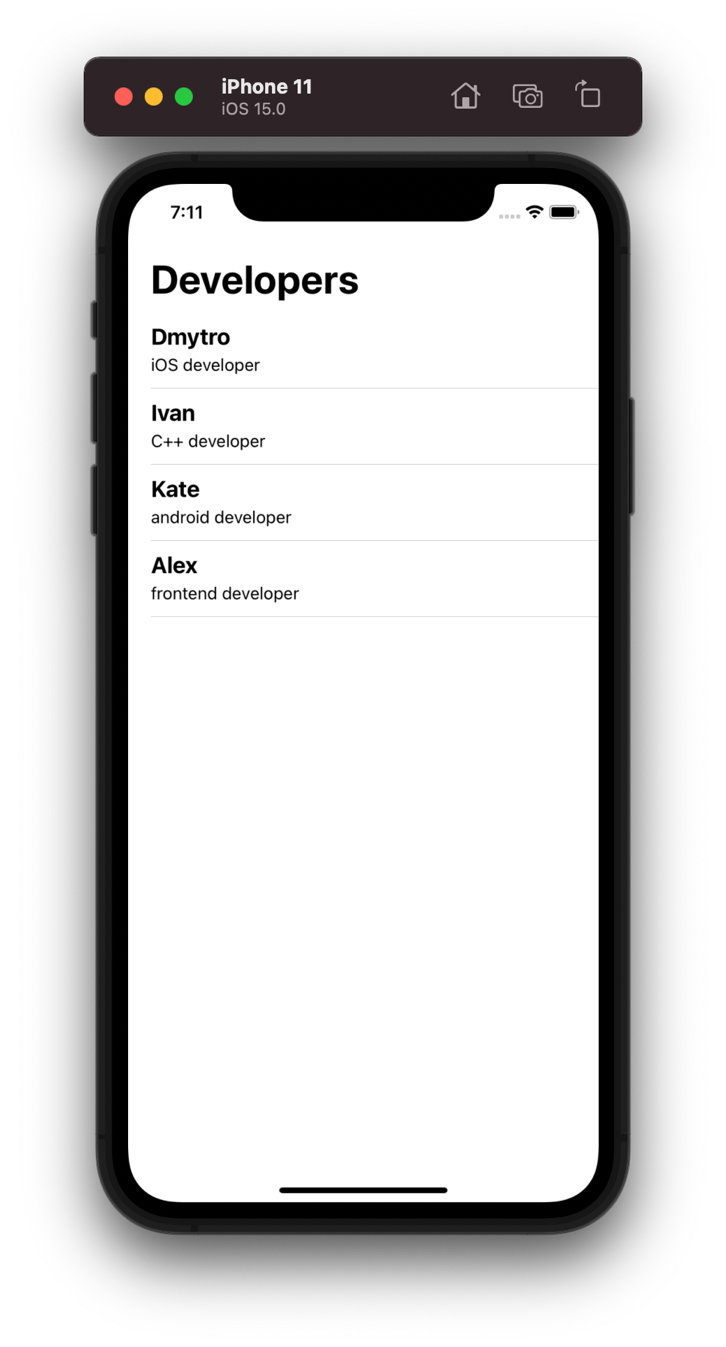 iPhone 11
iOS 15.0
7:11
Developers
Dmytro
iOS developer
Ivan
C++ developer
Kate
android developer
Alex
frontend developer